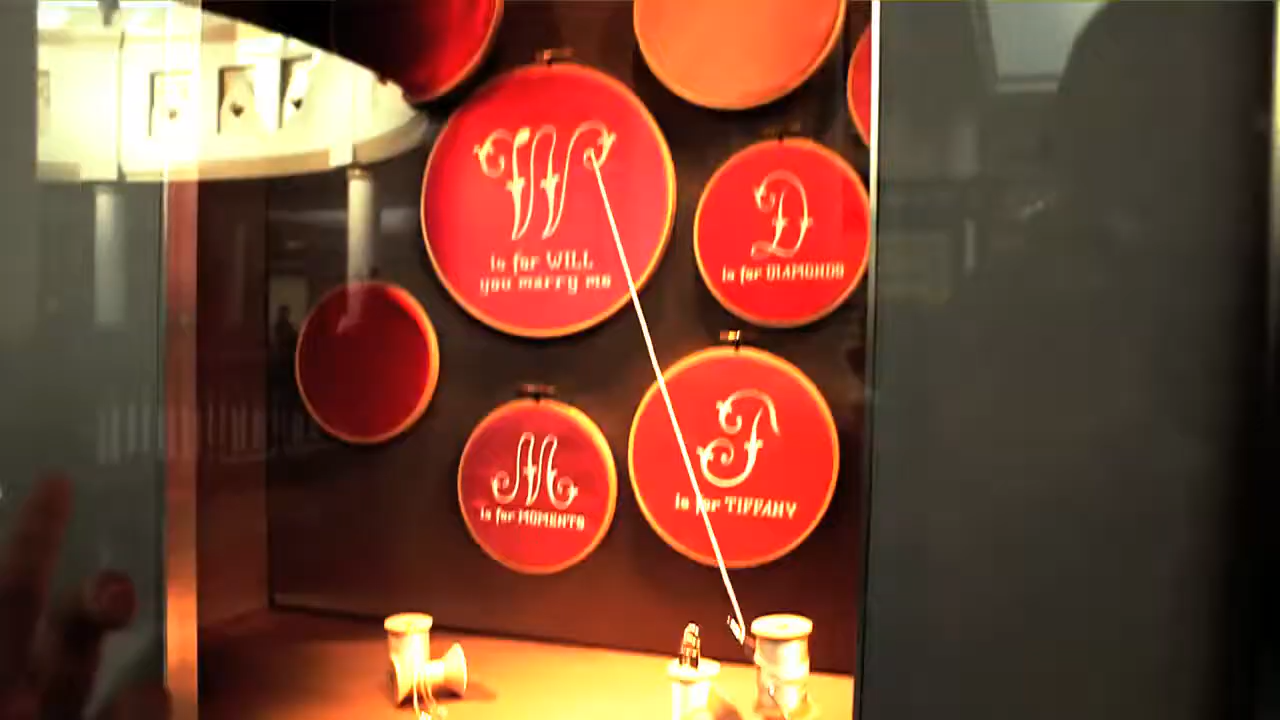 W
is for WILL
you marry me
D
is for DIAMONDS
M
is for MOMENTS
T
is for TIFFANY